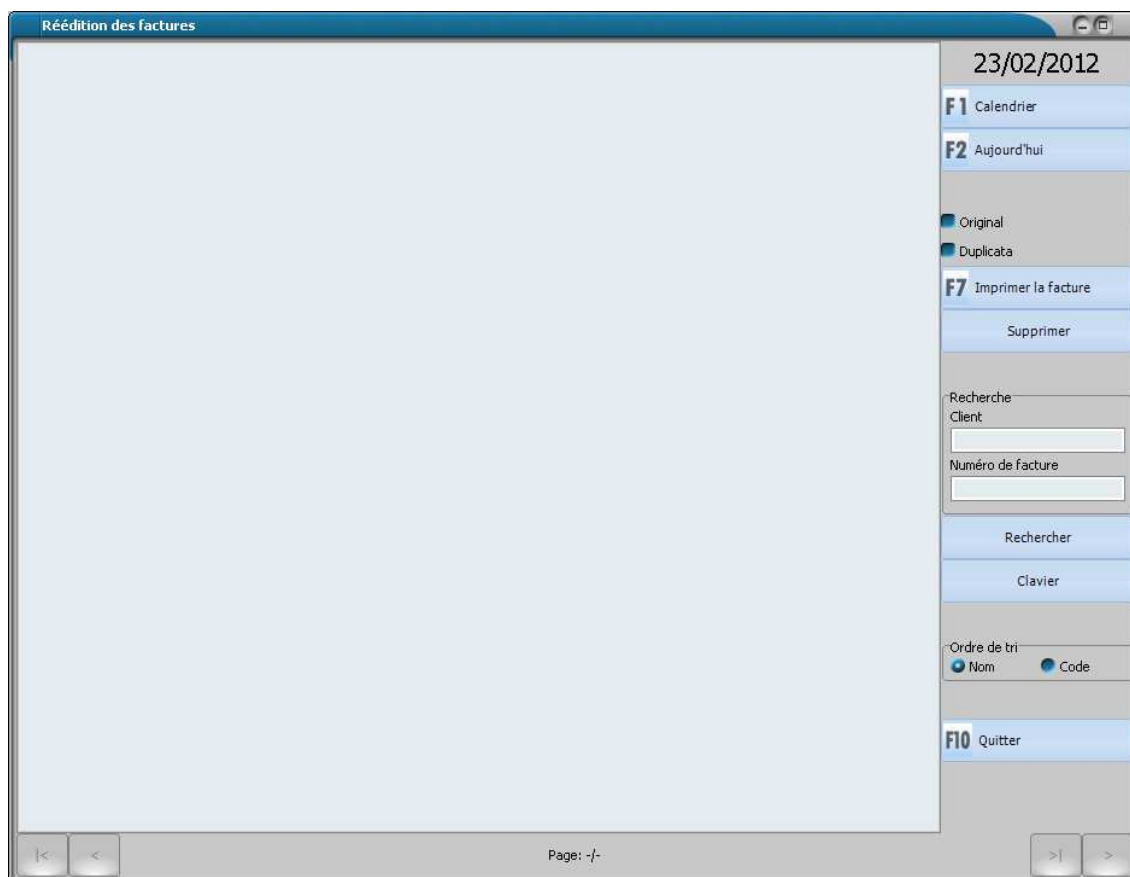 Réédition des factures
23/02/2012
F1 Calendrier
F2 Aujourd'hui
Original
Duplicata
F7 Imprimer la facture
Supprimer
Recherche
Client
Numéro de facture
Rechercher
Clavier
Ordre de tri
Nom Code
F10 Quitter
|< < Page: -/- >| >